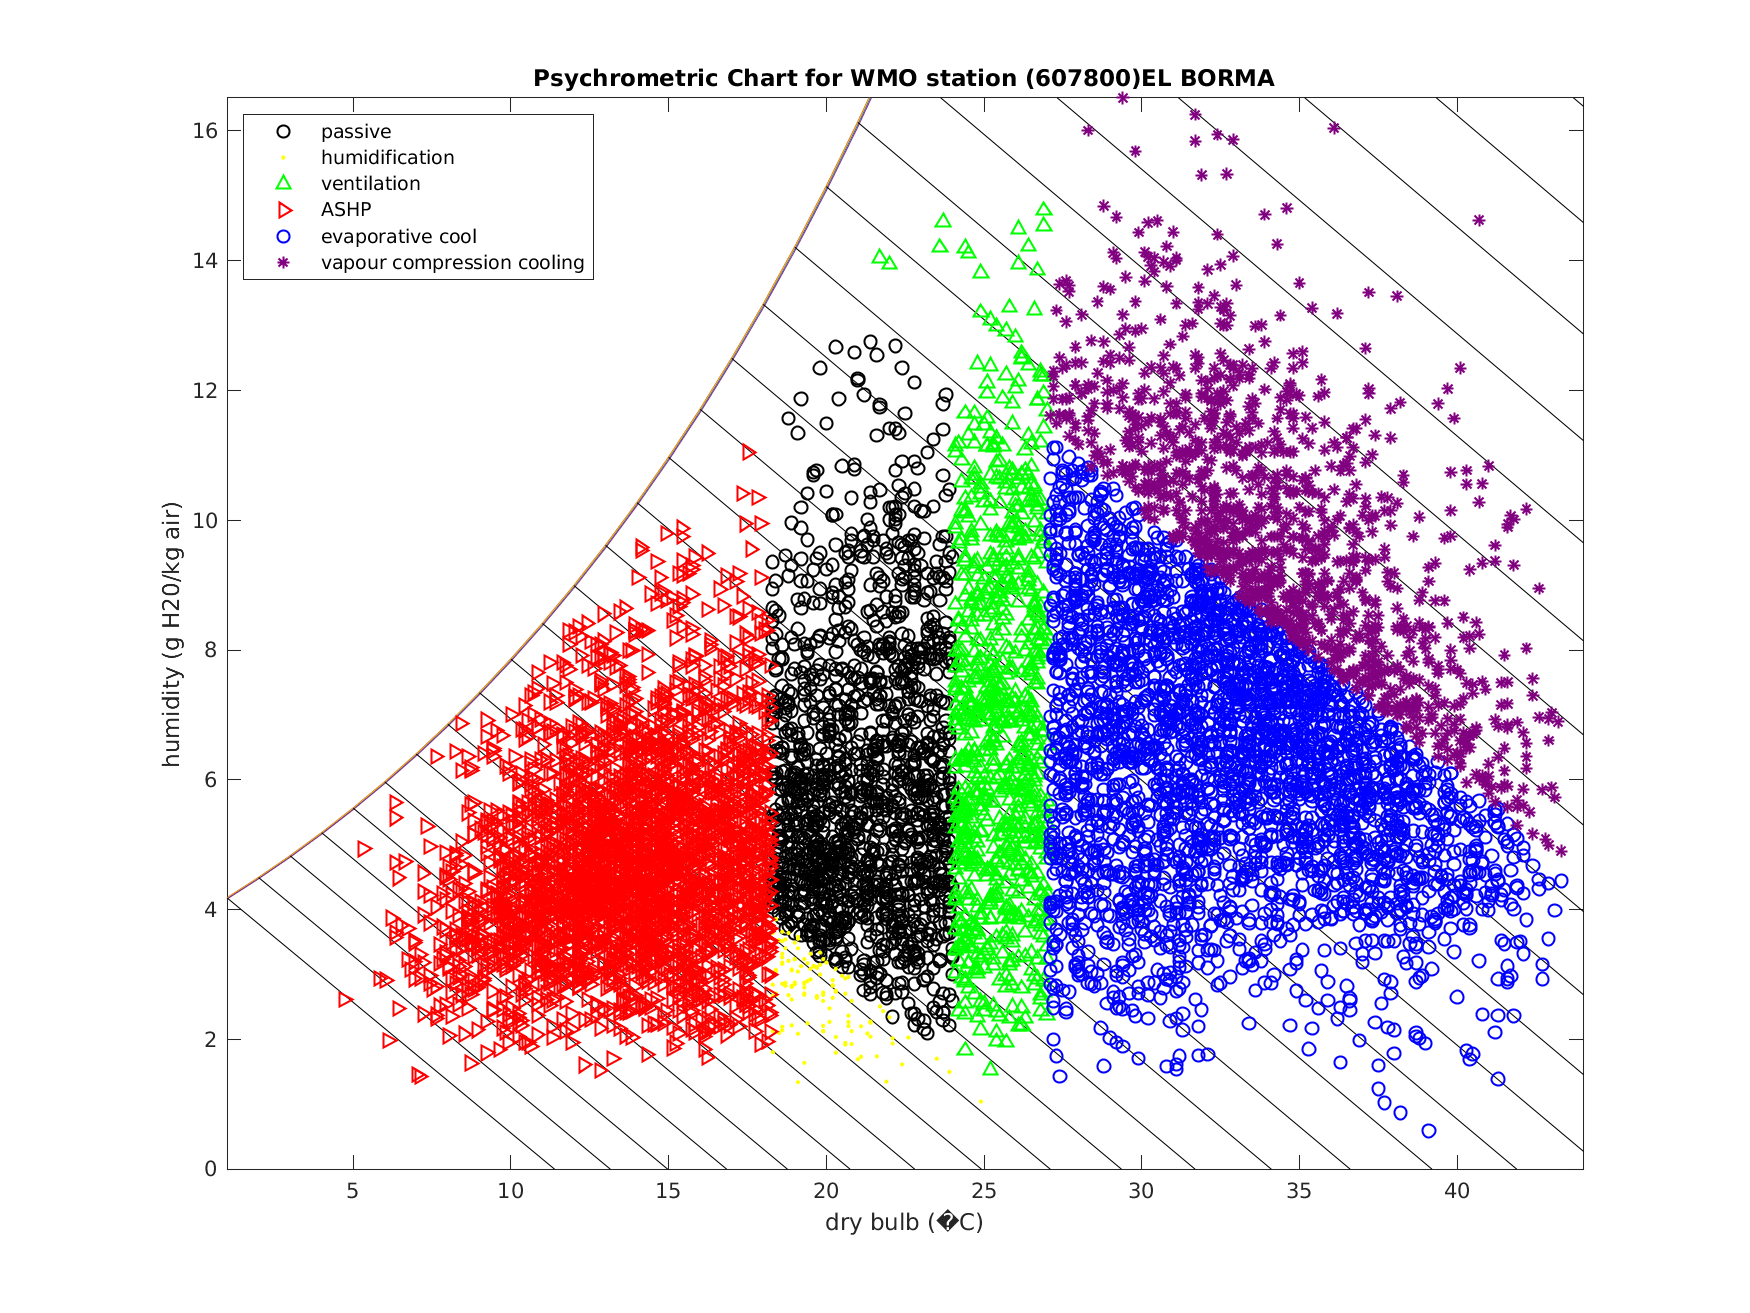 Psychrometric Chart for WMO station (607800)EL BORMA
passive
humidification
ventilation
ASHP
evaporative cool
vapour compression cooling
humidity (g H20/kg air)
16
14
12
10
8
6
4
2
0
5 10 15 20 25 30 35 40
dry bulb (�C)